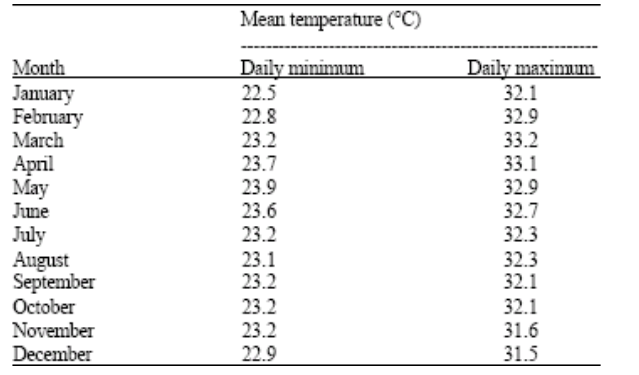 Mean temperature (°C)
Month Daily minimum Daily maximum
January 22.5 32.1
February 22.8 32.9
March 23.2 33.2
April 23.7 33.1
May 23.9 32.9
June 23.6 32.7
July 23.2 32.3
August 23.1 32.3
September 23.2 32.1
October 23.2 32.1
November 23.2 31.6
December 22.9 31.5